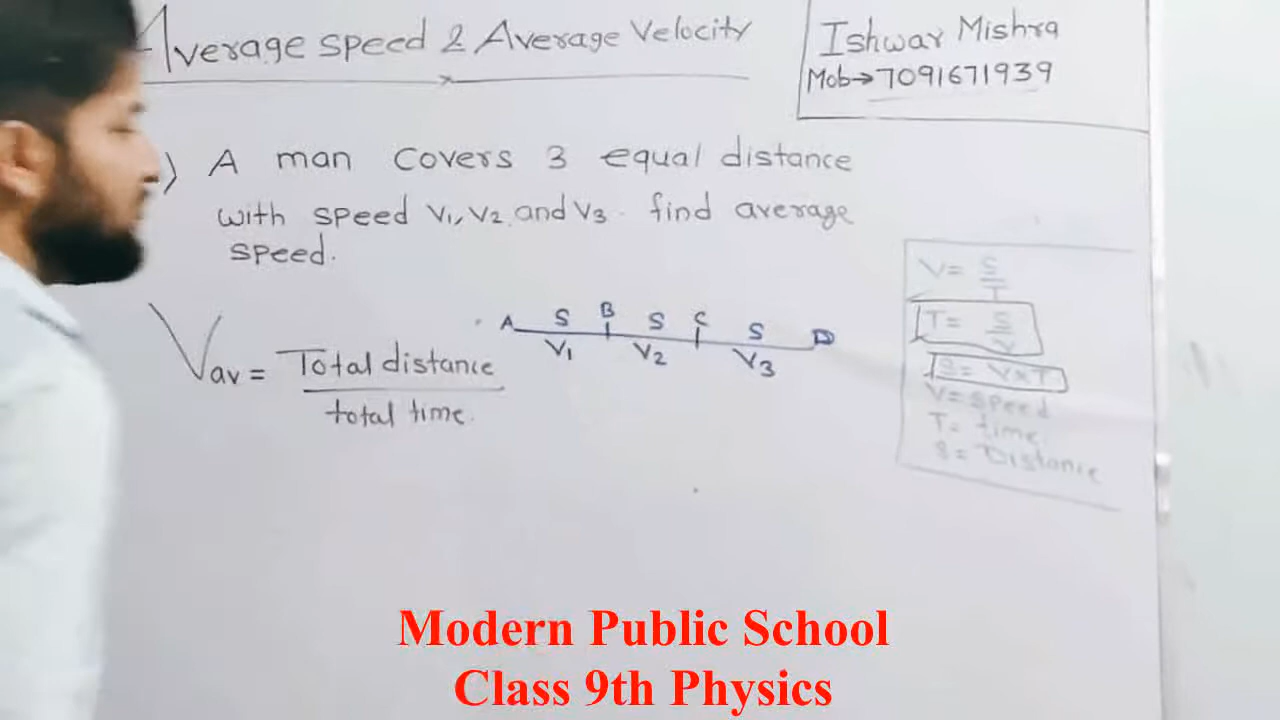 Average speed & Average Velocity
Ishwar Mishra
Mob→7091671939
) A man covers 3 equal distance
with speed V1, V2, and V3. find average
speed.
A S B S C S D
V1 V2 V3
Vav = Total distance
total time.
V= S
T
T= S
V
S= V×T
V= speed
T= time
S= Distance
Modern Public School
Class 9th Physics